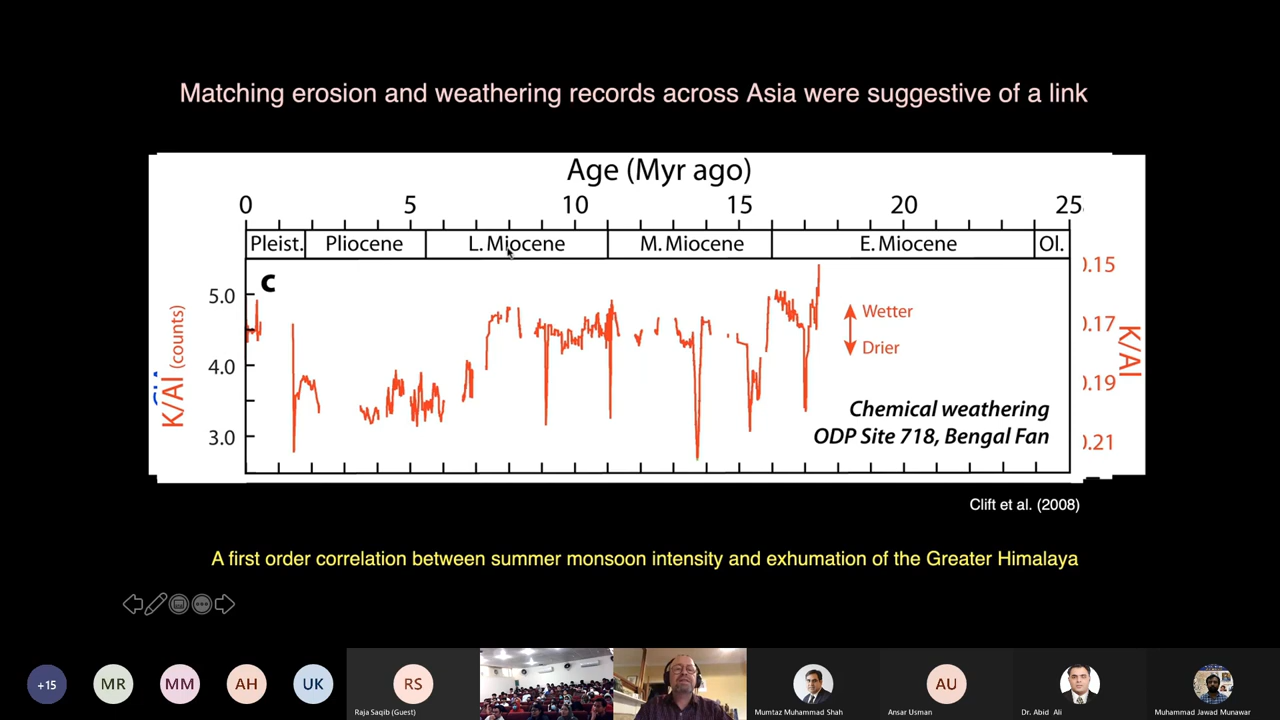 Matching erosion and weathering records across Asia were suggestive of a link
Age (Myr ago)
0 5 10 15 20 25
Pleist. Pliocene L. Miocene M. Miocene E. Miocene Ol.
c
5.0
4.0
3.0
K/Al (counts)
Wetter
Drier
Chemical weathering
ODP Site 718, Bengal Fan
0.15
0.17
0.19
0.21
K/Al
Clift et al. (2008)
A first order correlation between summer monsoon intensity and exhumation of the Greater Himalaya
+15
MR
MM
AH
UK
RS
Raja Saqib (Guest)
Mumtaz Muhammad Shah
AU
Ansar Usman
Dr. Abid Ali
Muhammad Jawad Munawar